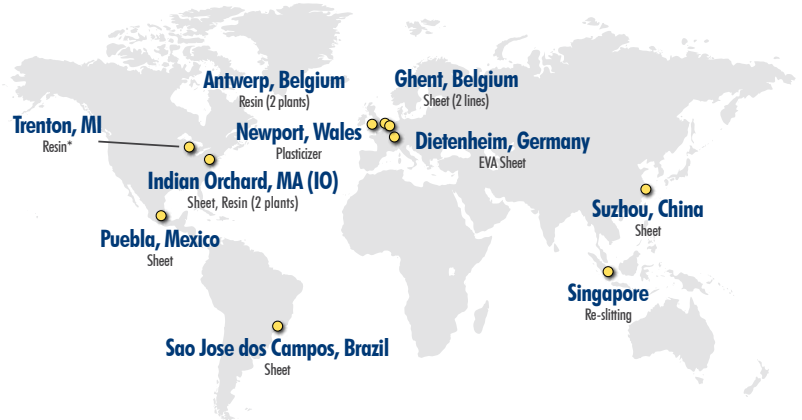 Antwerp, Belgium
Resin (2 plants)
Ghent, Belgium
Sheet (2 lines)
Trenton, MI
Resin*
Newport, Wales
Plasticizer
Dietenheim, Germany
EVA Sheet
Indian Orchard, MA (IO)
Sheet, Resin (2 plants)
Suzhou, China
Sheet
Puebla, Mexico
Sheet
Singapore
Re-slitting
Sao Jose dos Campos, Brazil
Sheet